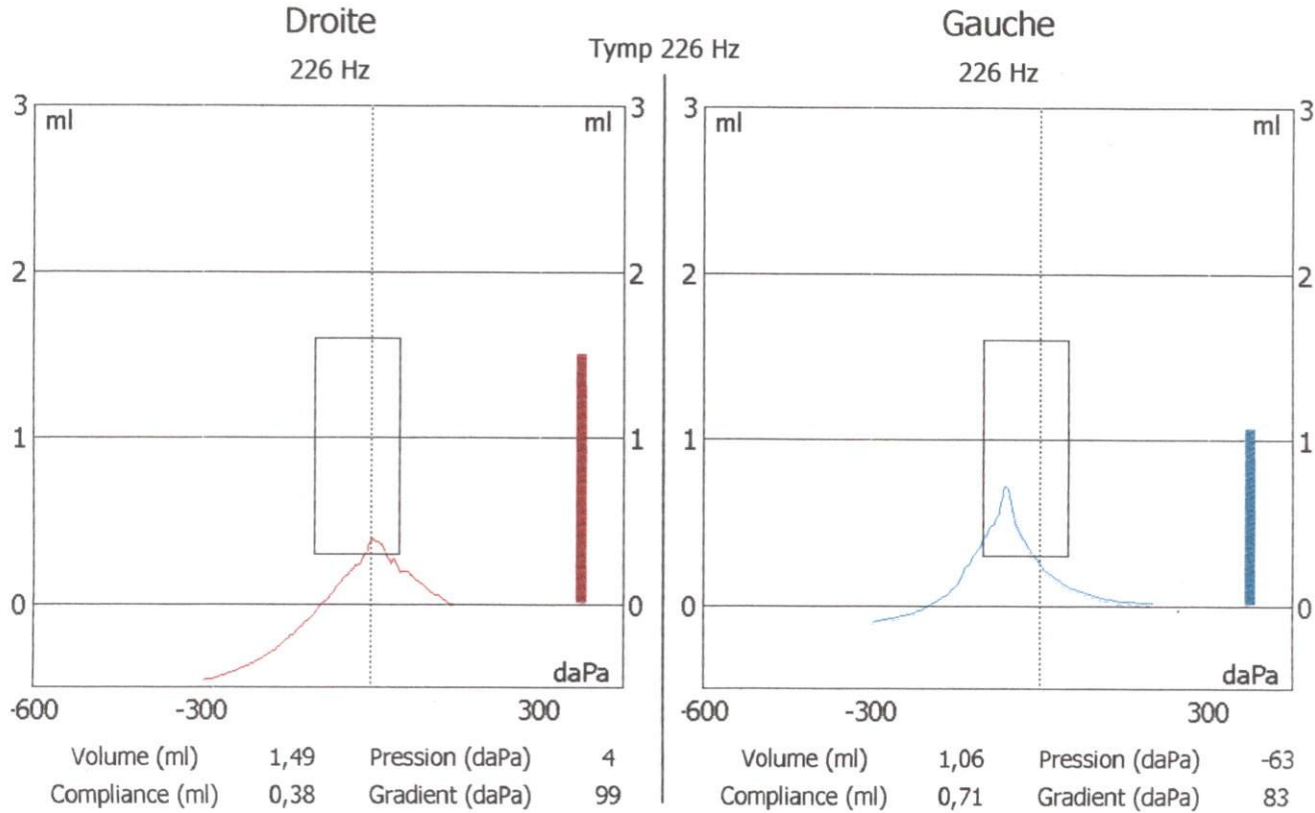 Droite
226 Hz
3 ml ml 3
2 2
1 1
0 0
daPa
-600 -300 300
Volume (ml) 1,49 Pression (daPa) 4
Compliance (ml) 0,38 Gradient (daPa) 99
Tymp 226 Hz
Gauche
226 Hz
3 ml ml 3
2 2
1 1
0 0
daPa
-600 -300 300
Volume (ml) 1,06 Pression (daPa) -63
Compliance (ml) 0,71 Gradient (daPa) 83